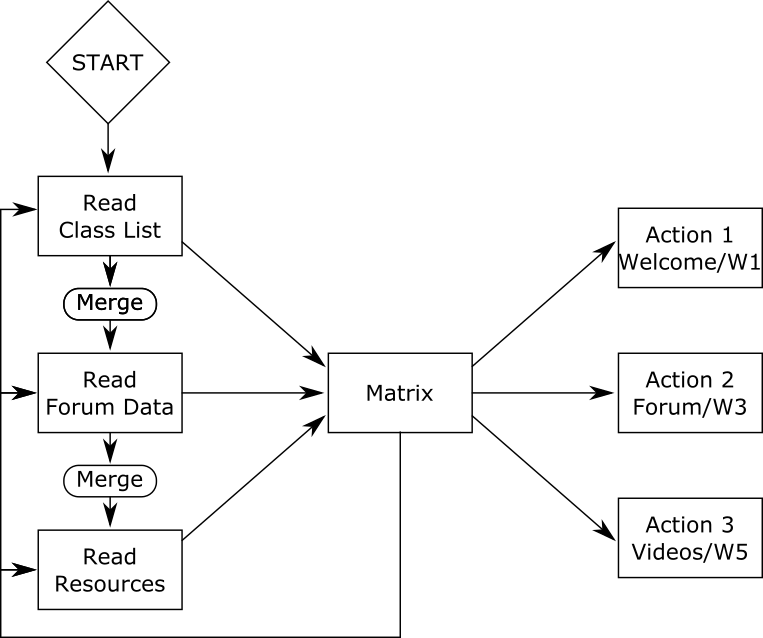 START
Read
Class List
Merge
Read
Forum Data
Merge
Read
Resources
Matrix
Action 1
Welcome/W1
Action 2
Forum/W3
Action 3
Videos/W5